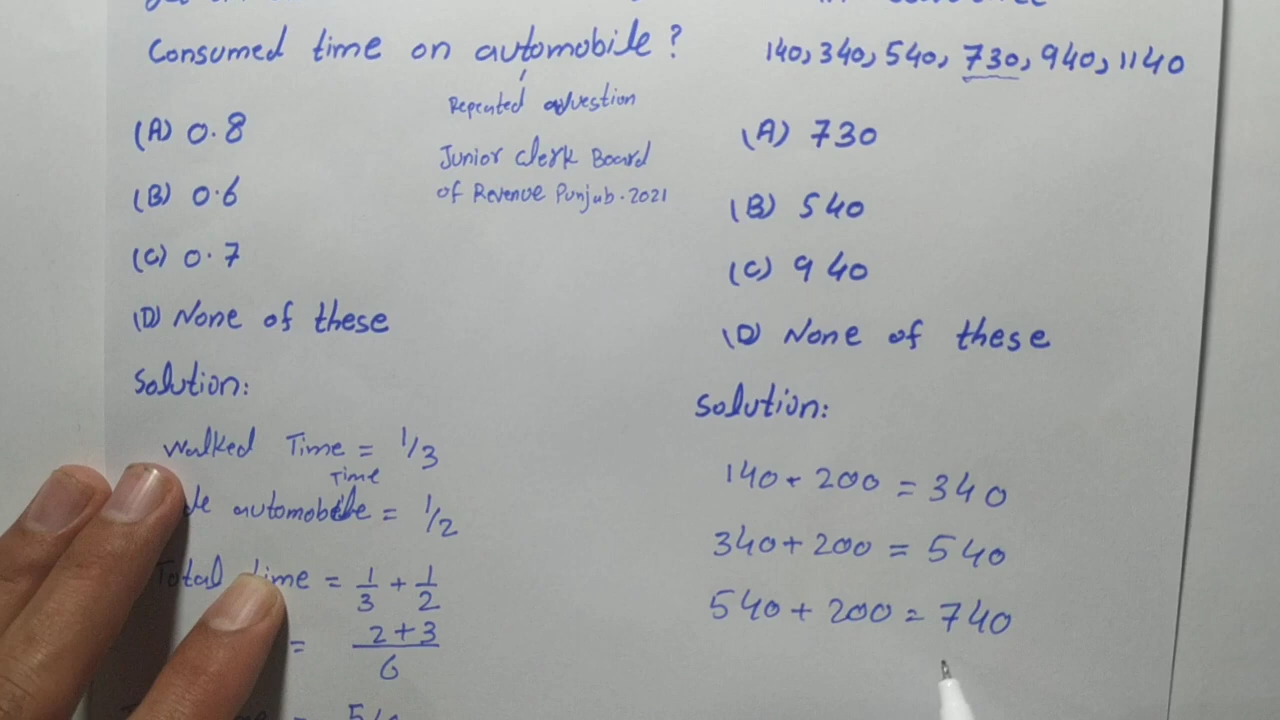 Consumed time on automobile?
Repeated question
(A) 0.8
Junior Clerk Board
of Revenue Punjab. 2021
(B) 0.6
(C) 0.7
(D) None of these
Solution:
Walked Time = 1/3
Time
automobile = 1/2
Total time = 1/3 + 1/2
= 2+3/6
140, 340, 540, 730, 940, 1140
(A) 730
(B) 540
(C) 940
(D) None of these
Solution:
140 + 200 = 340
340 + 200 = 540
540 + 200 = 740